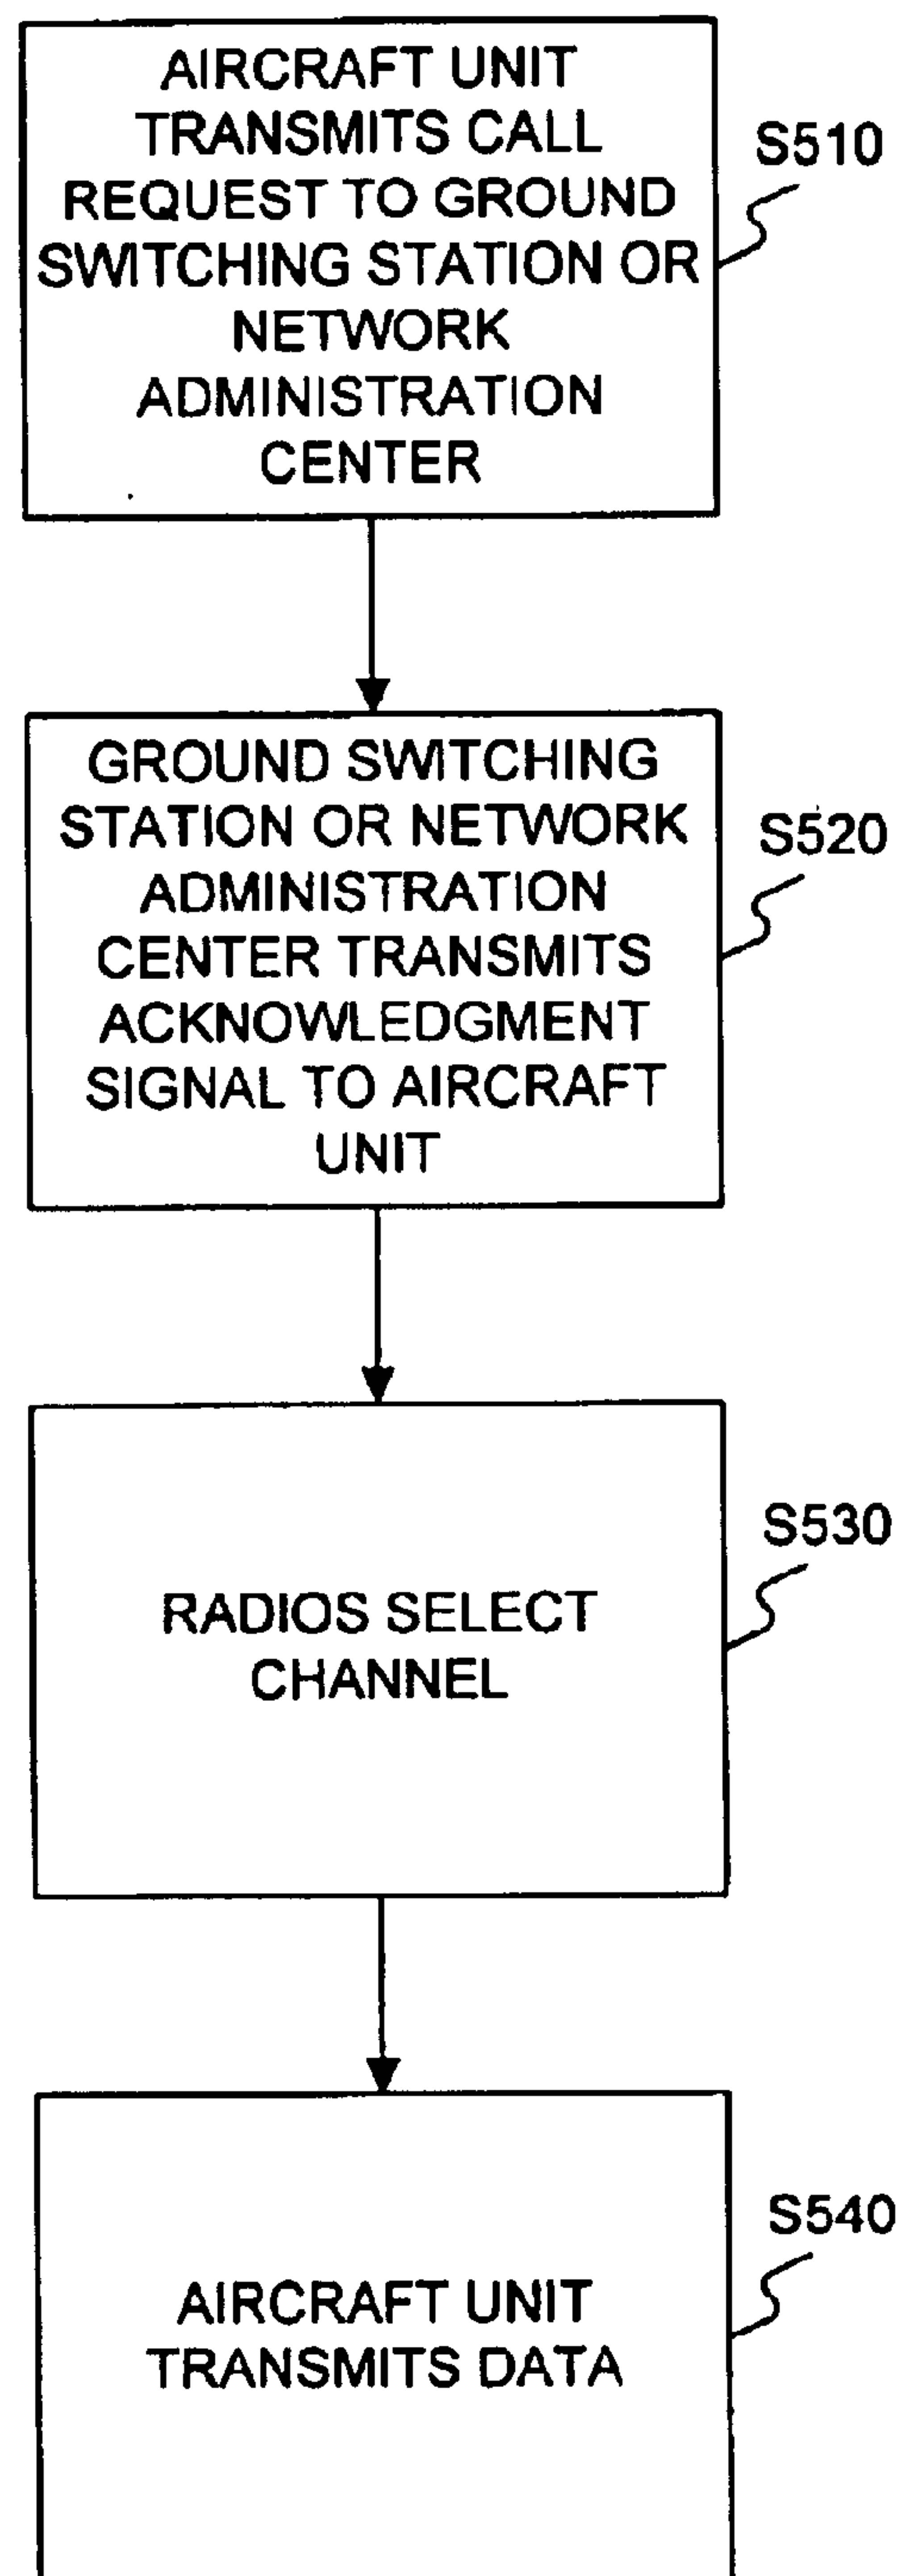 AIRCRAFT UNIT
TRANSMITS CALL
REQUEST TO GROUND
SWITCHING STATION OR
NETWORK
ADMINISTRATION
CENTER
S510
GROUND SWITCHING
STATION OR NETWORK
ADMINISTRATION
CENTER TRANSMITS
ACKNOWLEDGMENT
SIGNAL TO AIRCRAFT
UNIT
S520
RADIOS SELECT
CHANNEL
S530
AIRCRAFT UNIT
TRANSMITS DATA
S540